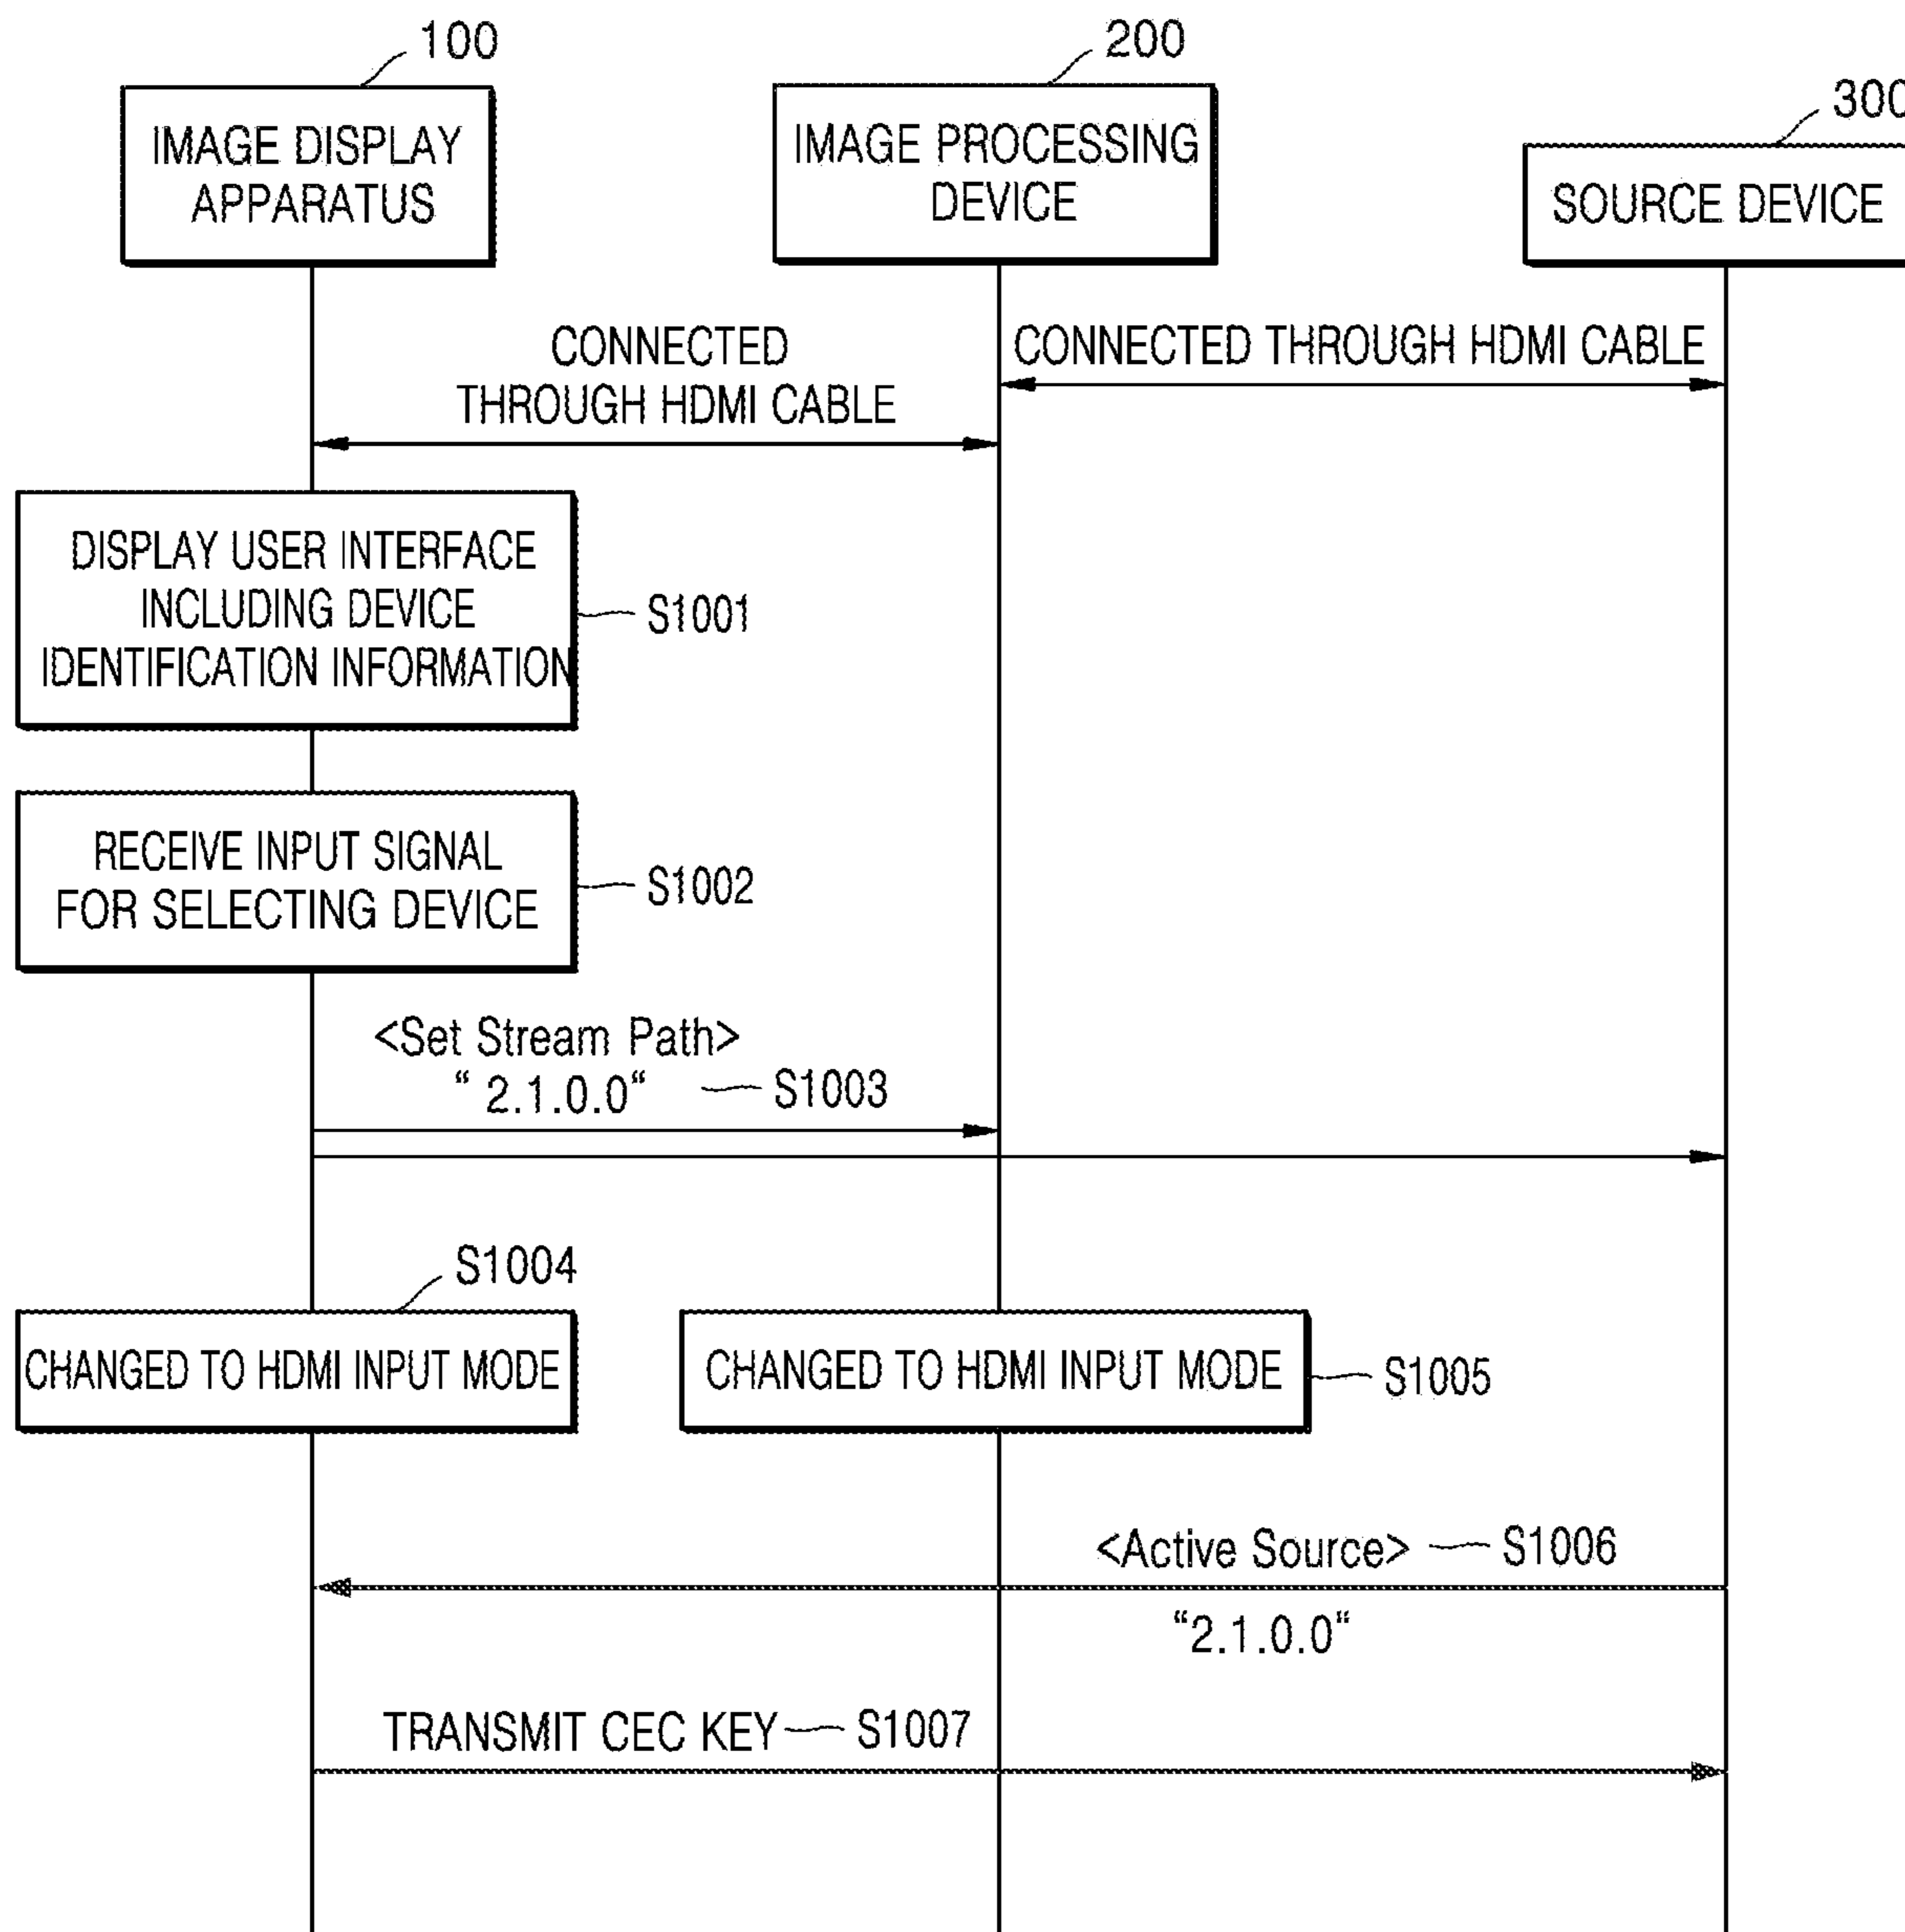 100
200
300
IMAGE DISPLAY
APPARATUS
IMAGE PROCESSING
DEVICE
SOURCE DEVICE
CONNECTED
THROUGH HDMI CABLE
CONNECTED THROUGH HDMI CABLE
DISPLAY USER INTERFACE
INCLUDING DEVICE
IDENTIFICATION INFORMATION
S1001
RECEIVE INPUT SIGNAL
FOR SELECTING DEVICE
S1002
<Set Stream Path>
“ 2.1.0.0“
S1003
S1004
CHANGED TO HDMI INPUT MODE
CHANGED TO HDMI INPUT MODE
S1005
<Active Source>
S1006
“2.1.0.0“
TRANSMIT CEC KEY
S1007